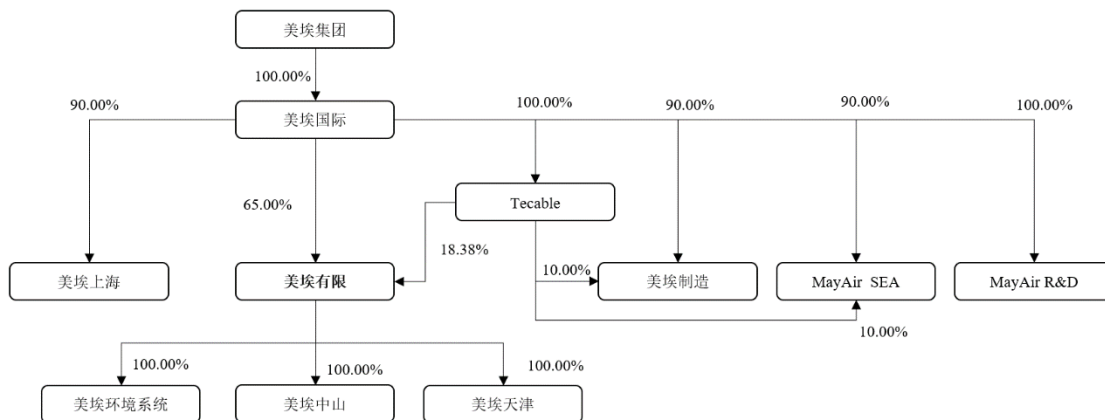 美埃集团
100.00%
90.00%
美埃国际
100.00%
90.00%
90.00%
100.00%
65.00%
Tecable
18.38%
美埃上海
美埃有限
10.00%
美埃制造
MayAir SEA
MayAir R&D
10.00%
100.00%
100.00%
100.00%
美埃环境系统
美埃中山
美埃天津